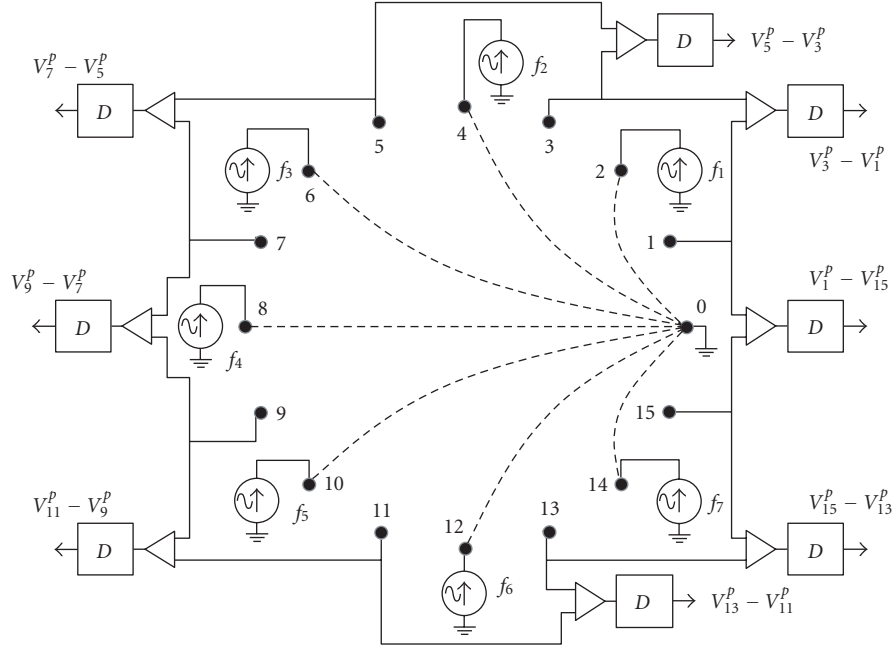 D
V_5^p − V_3^p
f_2
V_7^p − V_5^p
D
4
3
D
5
V_3^p − V_1^p
f_3
6
2
f_1
7
1
V_9^p − V_7^p
V_1^p − V_15^p
8
0
D
D
f_4
9
15
V_11^p − V_9^p
10
14
V_15^p − V_13^p
f_5
11
12
13
f_7
D
D
f_6
D
V_13^p − V_11^p